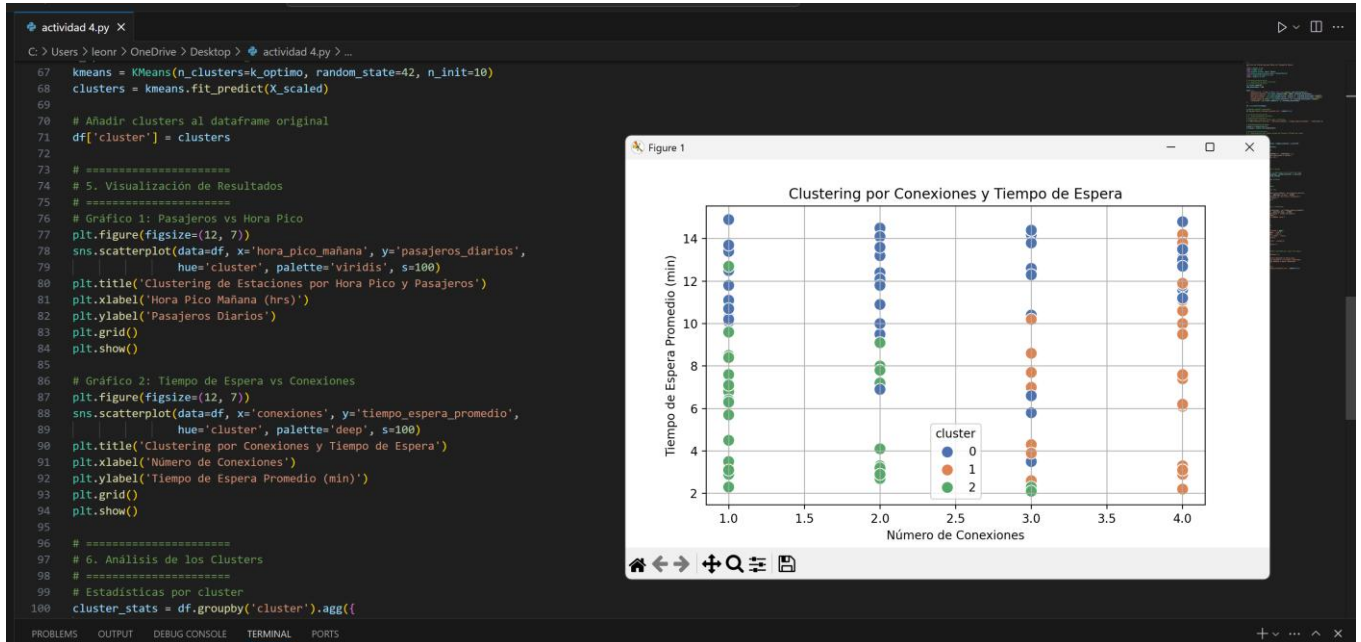 actividad 4.py
C: > Users > leonr > OneDrive > Desktop > actividad 4.py > ...
67 kmeans = KMeans(n_clusters=k_optimo, random_state=42, n_init=10)
68 clusters = kmeans.fit_predict(X_scaled)
69
70 # Añadir clusters al dataframe original
71 df['cluster'] = clusters
72
73 # ======================
74 # 5. Visualización de Resultados
75 # ======================
76 # Gráfico 1: Pasajeros vs Hora Pico
77 plt.figure(figsize=(12, 7))
78 sns.scatterplot(data=df, x='hora_pico_mañana', y='pasajeros_diarios',
79 hue='cluster', palette='viridis', s=100)
80 plt.title('Clustering de Estaciones por Hora Pico y Pasajeros')
81 plt.xlabel('Hora Pico Mañana (hrs)')
82 plt.ylabel('Pasajeros Diarios')
83 plt.grid()
84 plt.show()
85
86 # Gráfico 2: Tiempo de Espera vs Conexiones
87 plt.figure(figsize=(12, 7))
88 sns.scatterplot(data=df, x='conexiones', y='tiempo_espera_promedio',
89 hue='cluster', palette='deep', s=100)
90 plt.title('Clustering por Conexiones y Tiempo de Espera')
91 plt.xlabel('Número de Conexiones')
92 plt.ylabel('Tiempo de Espera Promedio (min)')
93 plt.grid()
94 plt.show()
95
96 # ======================
97 # 6. Análisis de los Clusters
98 # ======================
99 # Estadísticas por cluster
100 cluster_stats = df.groupby('cluster').agg({
Figure 1
Clustering por Conexiones y Tiempo de Espera
Tiempo de Espera Promedio (min)
14
12
10
8
6
4
2
cluster
0
1
2
1.0 1.5 2.0 2.5 3.0 3.5 4.0
Número de Conexiones
PROBLEMS OUTPUT DEBUG CONSOLE TERMINAL PORTS